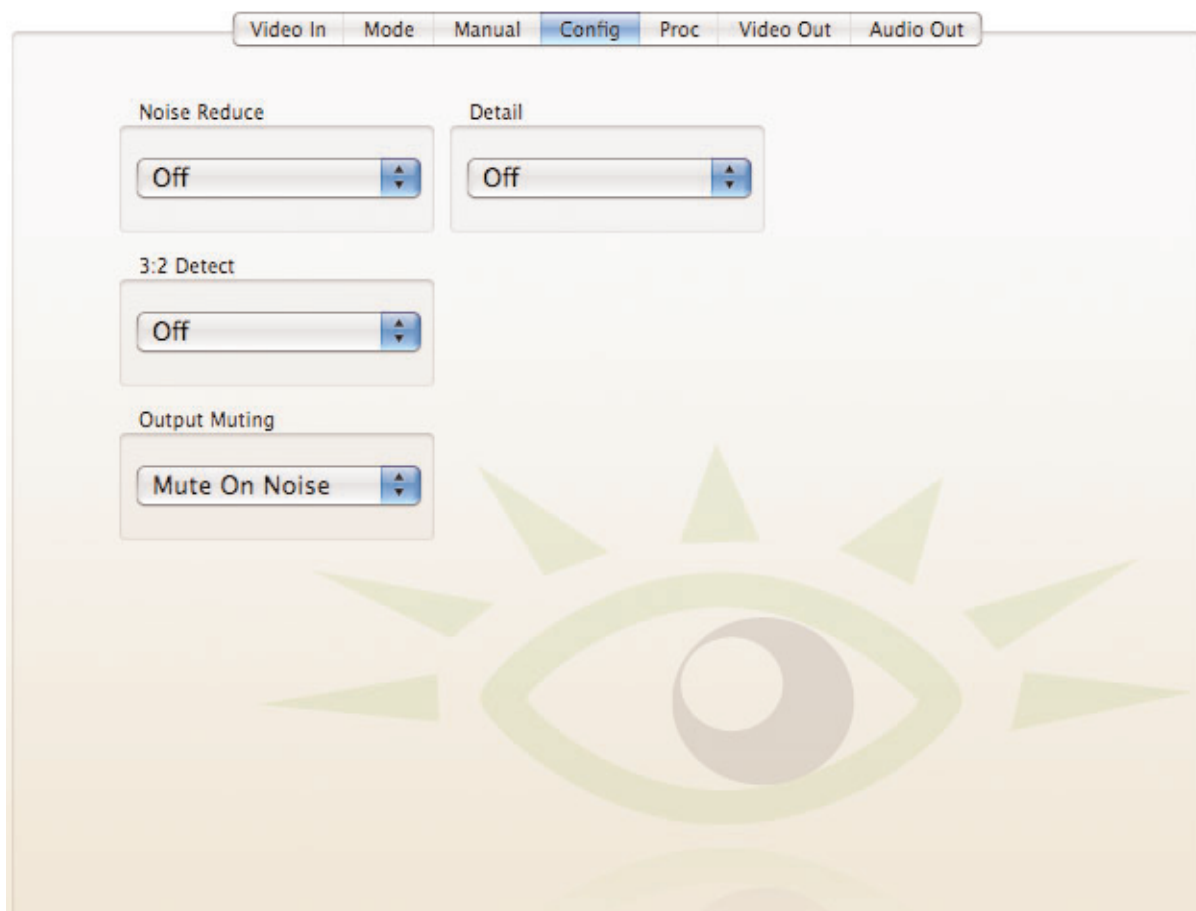 Video In Mode Manual Config Proc Video Out Audio Out
Noise Reduce Detail
Off Off
3:2 Detect
Off
Output Muting
Mute On Noise